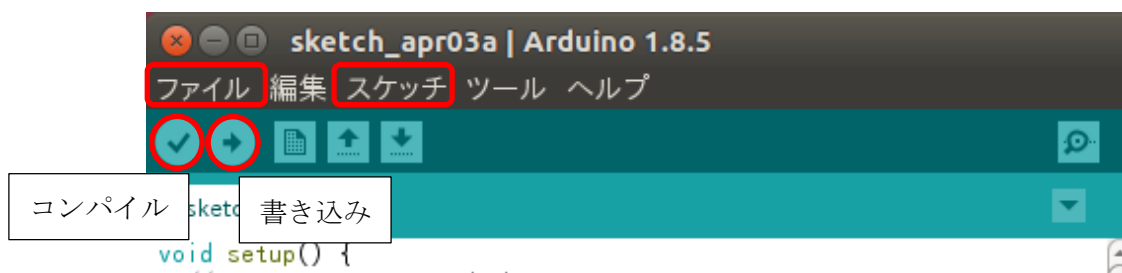 sketch_apr03a | Arduino 1.8.5
ファイル 編集 スケッチ ツール ヘルプ
コンパイル
書き込み
void setup() {